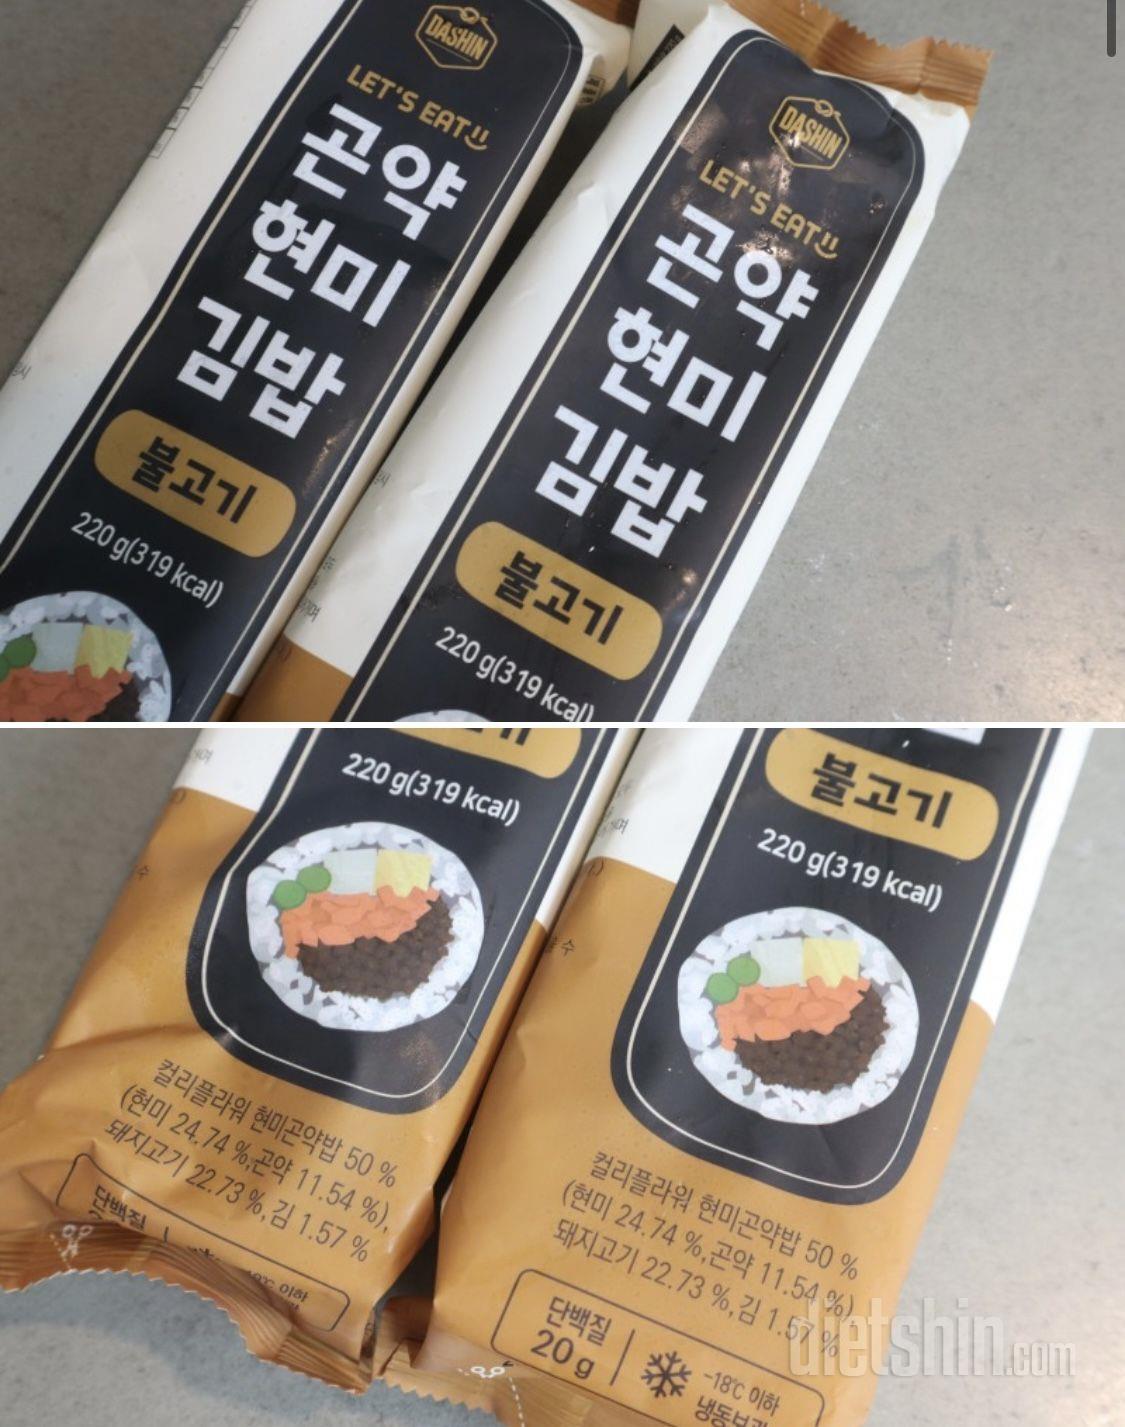 DASHIN
LET'S EAT
곤약
현미
김밥
불고기
220 g(319 kcal)
DASHIN
LET'S EAT
곤약
현미
김밥
불고기
220 g(319 kcal)
220 g(319 kcal)
컬리플라워 현미곤약밥 50 %
(현미 24.74 %,곤약 11.54 %),
돼지고기 22.73 %,김 1.57 %
단백질
-18℃ 이하
불고기
220 g(319 kcal)
컬리플라워 현미곤약밥 50 %
(현미 24.74 %,곤약 11.54 %),
돼지고기 22.73 %,김 1.57 %
단백질
20 g
-18℃ 이하
냉동보관
dietshin.com